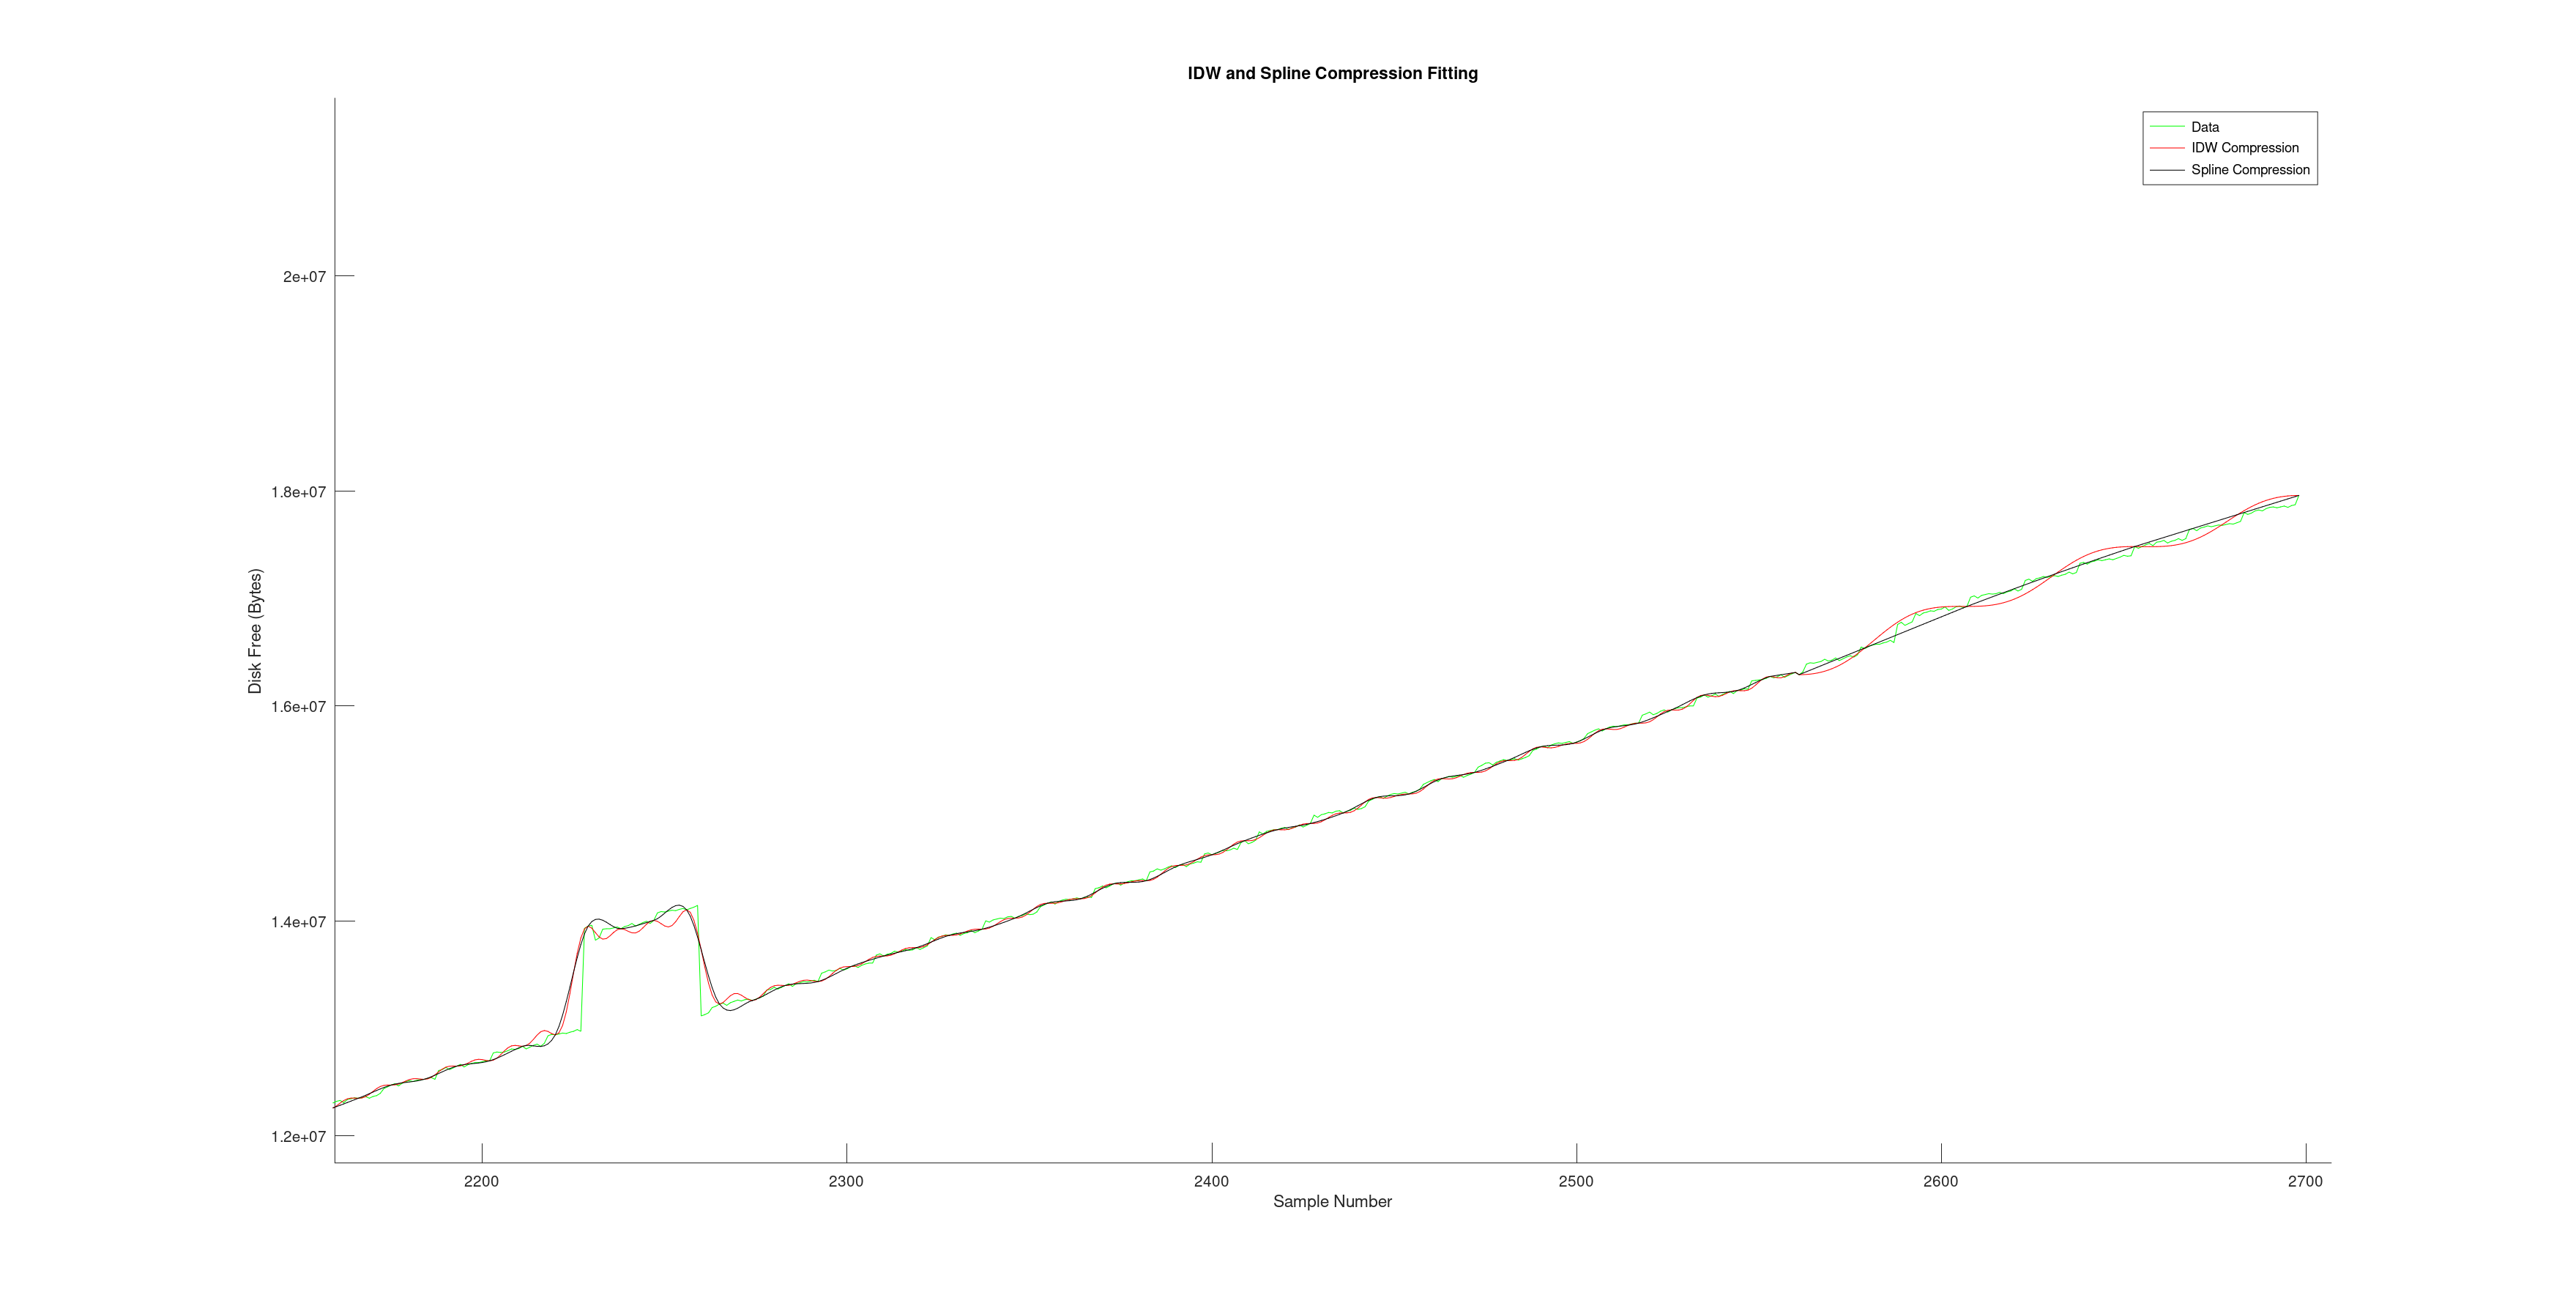 IDW and Spline Compression Fitting
Data
IDW Compression
Spline Compression
2e+07
1.8e+07
1.6e+07
1.4e+07
1.2e+07
Disk Free (Bytes)
2200 2300 2400 2500 2600 2700
Sample Number